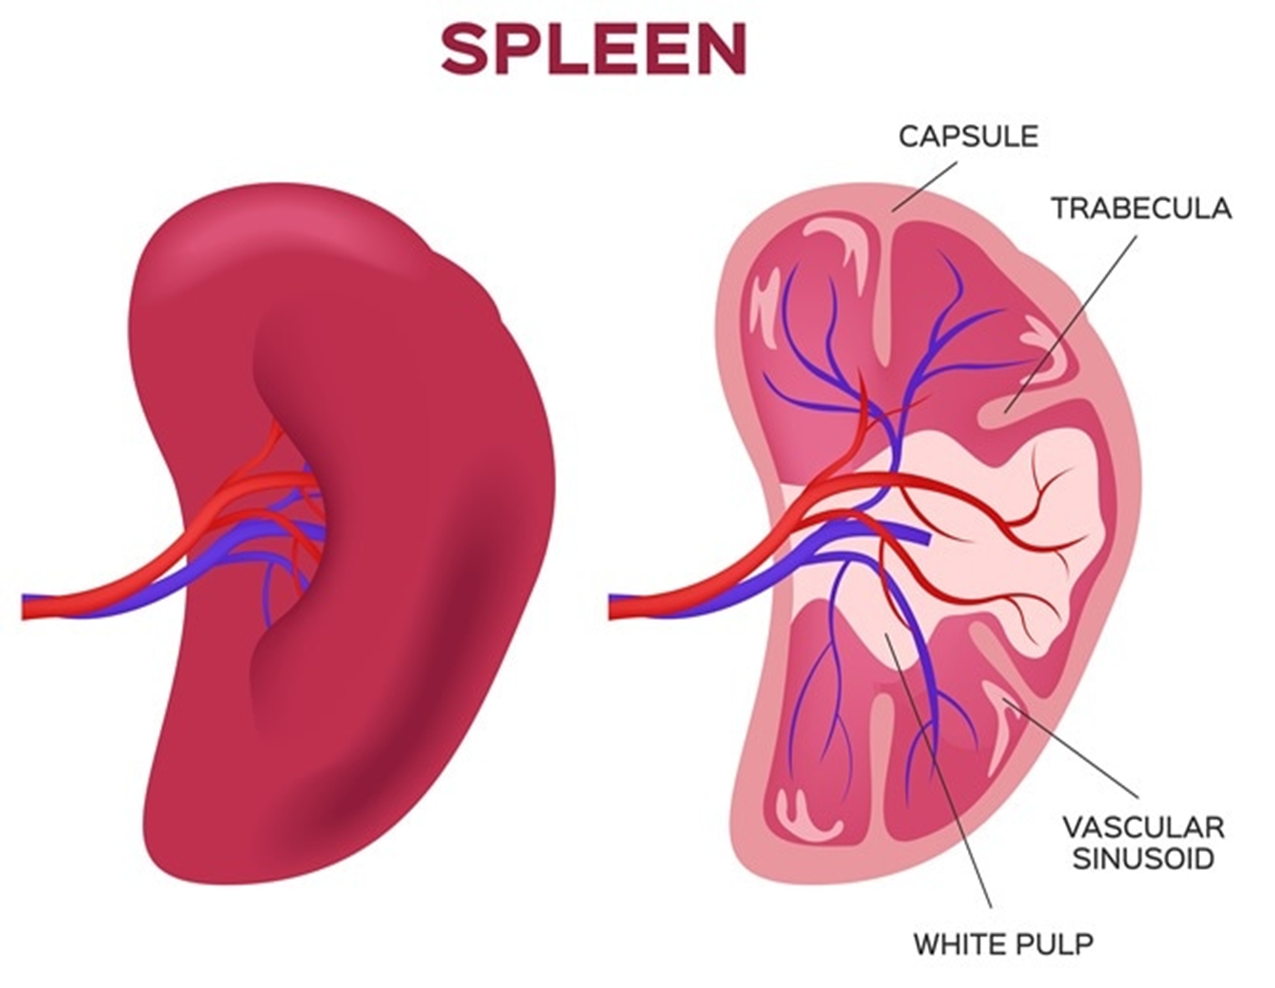 SPLEEN
CAPSULE
TRABECULA
VASCULAR
SINUSOID
WHITE PULP